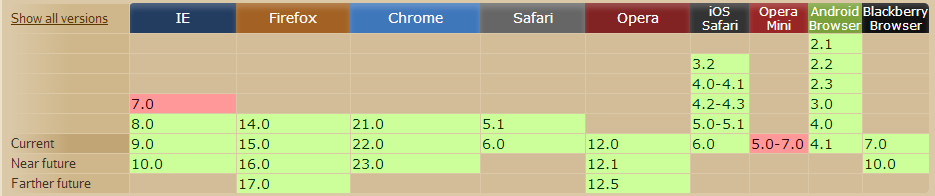 Show all versions IE Firefox Chrome Safari Opera iOS Safari Opera Mini Android Browser Blackberry Browser
2.1
3.2 2.2
4.0-4.1 2.3
7.0 4.2-4.3 3.0
8.0 14.0 21.0 5.1 5.0-5.1 4.0
Current 9.0 15.0 22.0 6.0 12.0 6.0 5.0-7.0 4.1 7.0
Near future 10.0 16.0 23.0 12.1 10.0
Farther future 17.0 12.5